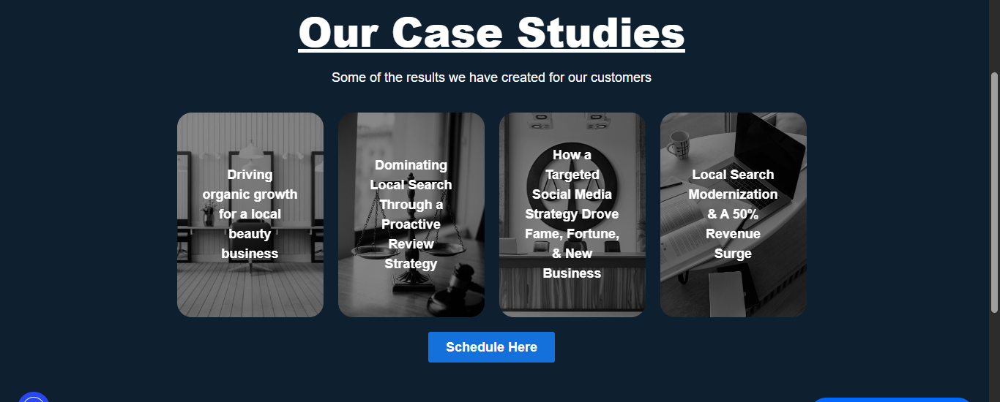 Our Case Studies
Some of the results we have created for our customers
Driving
organic growth
for a local
beauty
business
Dominating
Local Search
Through a
Proactive
Review
Strategy
How a
Targeted
Social Media
Strategy Drove
Fame, Fortune,
& New
Business
Local Search
Modernization
& A 50%
Revenue
Surge
Schedule Here